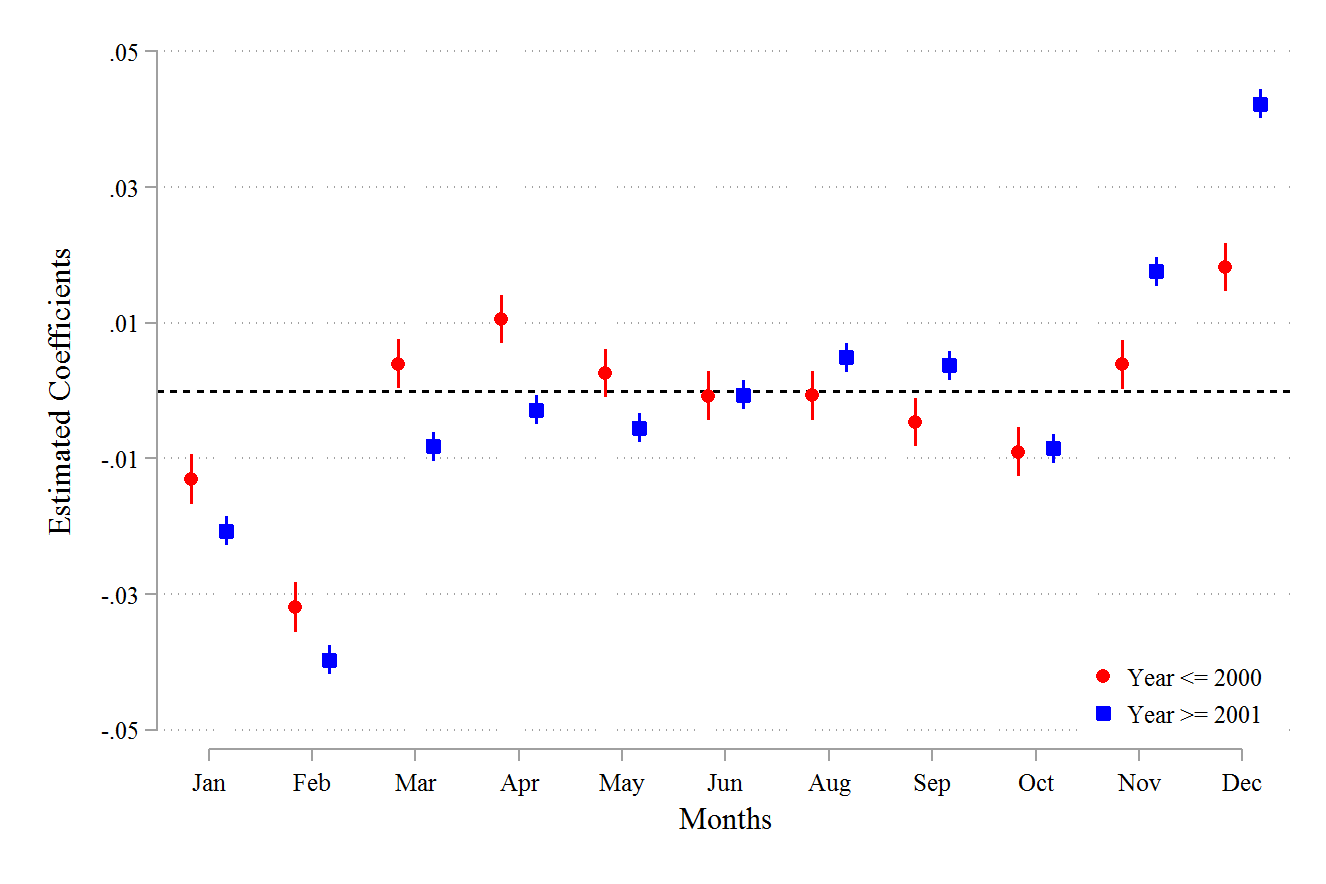 .05
.03
.01
-.01
-.03
-.05
Estimated Coefficients
Year <= 2000
Year >= 2001
Jan Feb Mar Apr May Jun Aug Sep Oct Nov Dec
Months